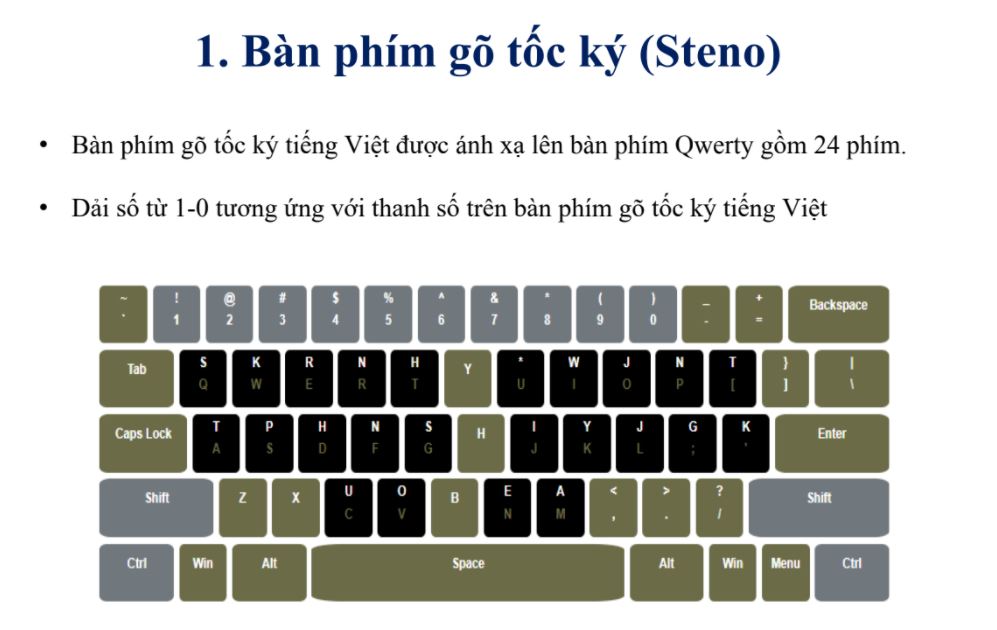 1. Bàn phím gõ tốc ký (Steno)
• Bàn phím gõ tốc ký tiếng Việt được ánh xạ lên bàn phím Qwerty gồm 24 phím.
• Dải số từ 1-0 tương ứng với thanh số trên bàn phím gõ tốc ký tiếng Việt
~ ! @ # $ % ^ & * ( ) _ + Backspace
` 1 2 3 4 5 6 7 8 9 0 - =
Tab S K R N H Y * W J N T } |
Q W E R T U I O P [ ] \
Caps Lock T P H N S H I Y J G K Enter
A S D F G J K L ; '
Shift Z X U O B E A < > ? Shift
C V N M , . /
Ctrl Win Alt Space Alt Win Menu Ctrl